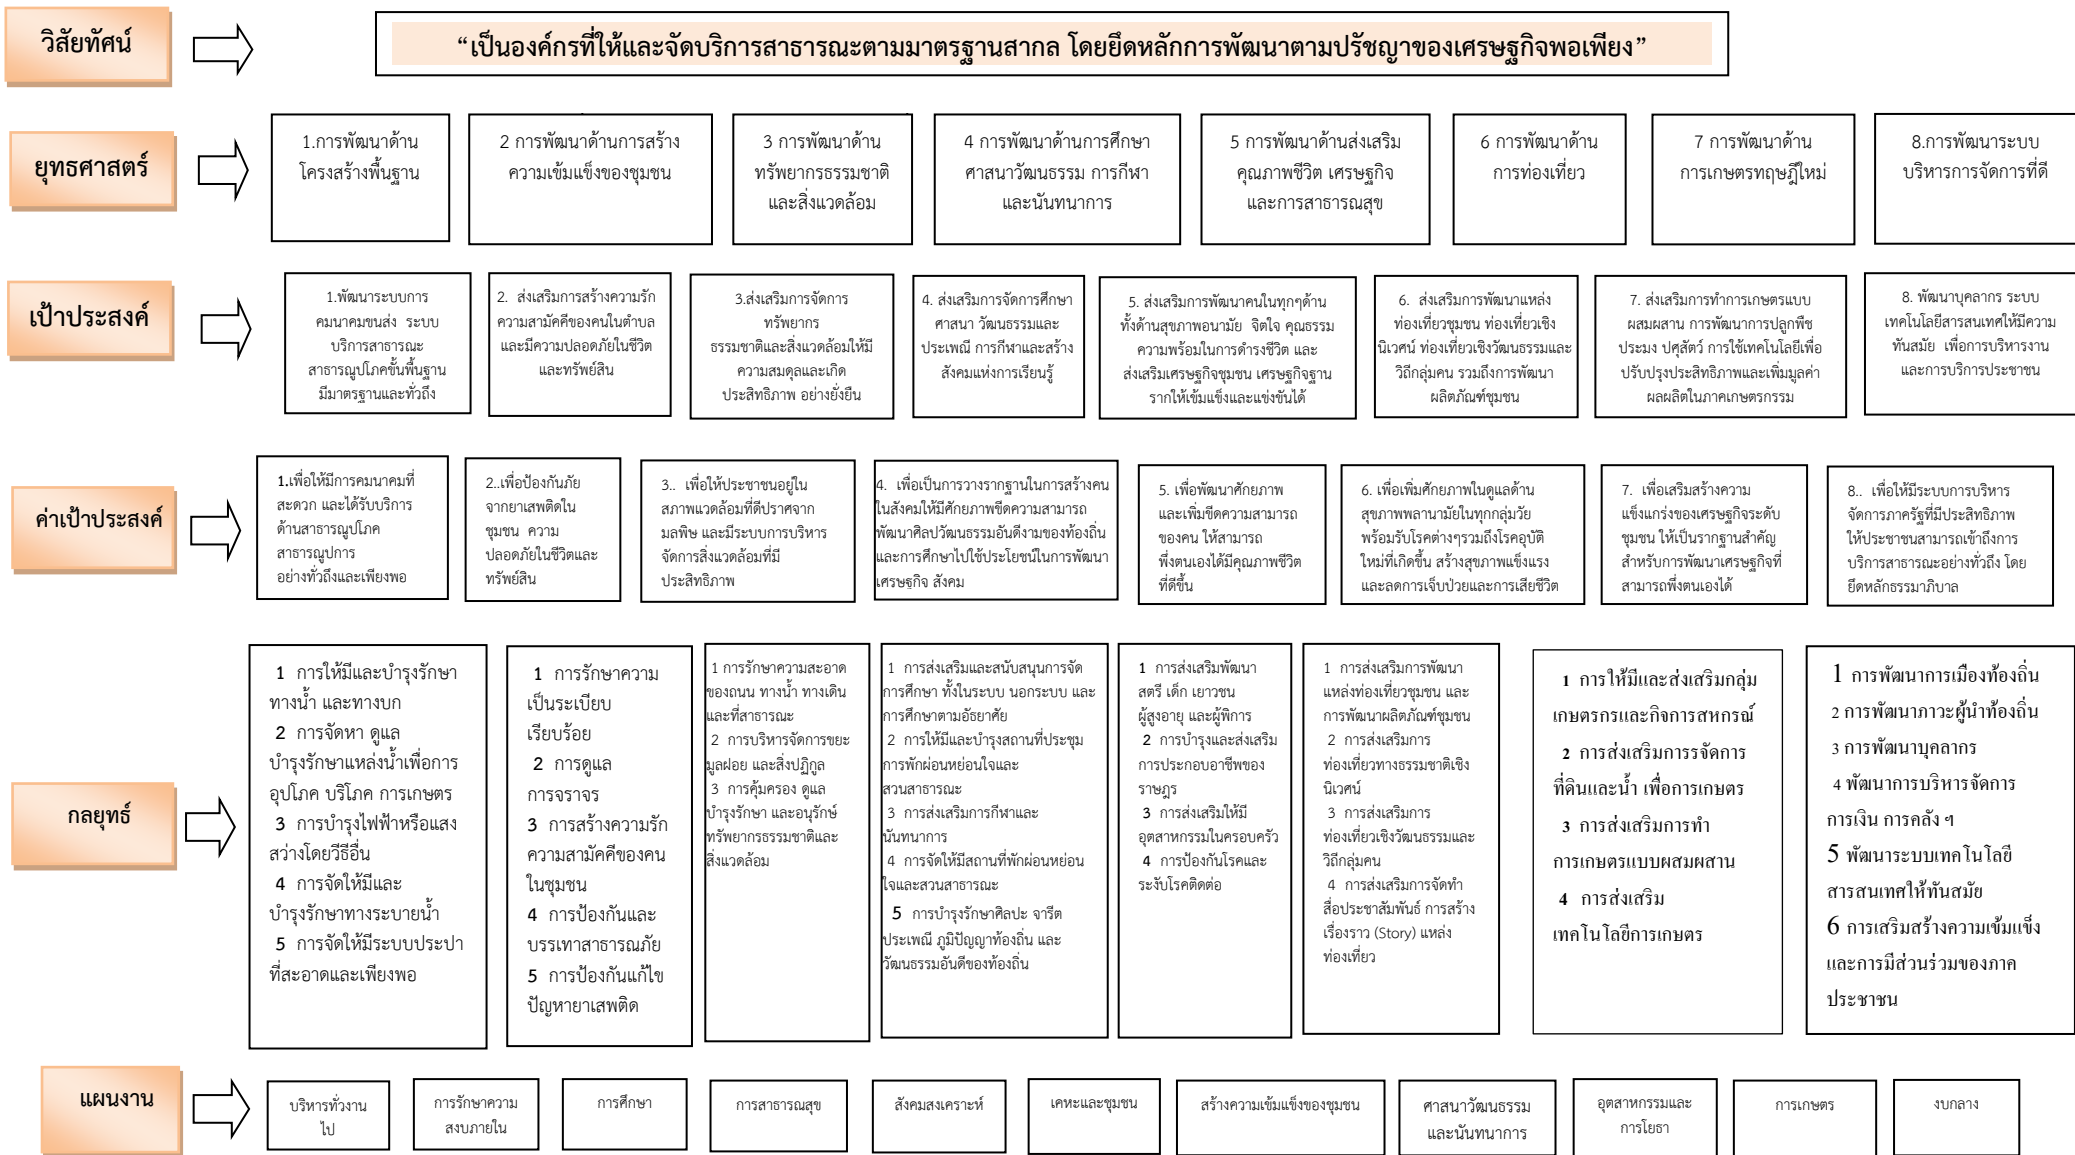 วิสัยทัศน์
“เป็นองค์กรที่ให้และจัดบริการสาธารณะตามมาตรฐานสากล โดยยึดหลักการพัฒนาตามปรัชญาของเศรษฐกิจพอเพียง”
ยุทธศาสตร์
1.การพัฒนาด้าน
โครงสร้างพื้นฐาน
2 การพัฒนาด้านการสร้าง
ความเข้มแข็งของชุมชน
3 การพัฒนาด้าน
ทรัพยากรธรรมชาติ
และสิ่งแวดล้อม
4 การพัฒนาด้านการศึกษา
ศาสนาวัฒนธรรม การกีฬา
และนันทนาการ
5 การพัฒนาด้านส่งเสริม
คุณภาพชีวิต เศรษฐกิจ
และการสาธารณสุข
6 การพัฒนาด้าน
การท่องเที่ยว
7 การพัฒนาด้าน
การเกษตรทฤษฎีใหม่
8.การพัฒนาระบบ
บริหารการจัดการที่ดี
เป้าประสงค์
1.พัฒนาระบบการ
คมนาคมขนส่ง ระบบ
บริการสาธารณะ
สาธารณูปโภคขั้นพื้นฐาน
มีมาตรฐานและทั่วถึง
2. ส่งเสริมการสร้างความรัก
ความสามัคคีของคนในตำบล
และมีความปลอดภัยในชีวิต
และทรัพย์สิน
3.ส่งเสริมการจัดการ
ทรัพยากร
ธรรมชาติและสิ่งแวดล้อมให้มี
ความสมดุลและเกิด
ประสิทธิภาพ อย่างยั่งยืน
4. ส่งเสริมการจัดการศึกษา
ศาสนา วัฒนธรรมและ
ประเพณี การกีฬาและสร้าง
สังคมแห่งการเรียนรู้
5. ส่งเสริมการพัฒนาคนในทุกๆด้าน
ทั้งด้านสุขภาพอนามัย จิตใจ คุณธรรม
ความพร้อมในการดำรงชีวิต และ
ส่งเสริมเศรษฐกิจชุมชน เศรษฐกิจฐาน
รากให้เข้มแข็งและแข่งขันได้
6. ส่งเสริมการพัฒนาแหล่ง
ท่องเที่ยวชุมชน ท่องเที่ยวเชิง
นิเวศน์ ท่องเที่ยวเชิงวัฒนธรรมและ
วิถีกลุ่มคน รวมถึงการพัฒนา
ผลิตภัณฑ์ชุมชน
7. ส่งเสริมการทำการเกษตรแบบ
ผสมผสาน การพัฒนาการปลูกพืช
ประมง ปศุสัตว์ การใช้เทคโนโลยีเพื่อ
ปรับปรุงประสิทธิภาพและเพิ่มมูลค่า
ผลผลิตในภาคเกษตรกรรม
8. พัฒนาบุคลากร ระบบ
เทคโนโลยีสารสนเทศให้มีความ
ทันสมัย เพื่อการบริหารงาน
และการบริการประชาชน
ค่าเป้าประสงค์
1.เพื่อให้มีการคมนาคมที่
สะดวก และได้รับบริการ
ด้านสาธารณูปโภค
สาธารณูปการ
อย่างทั่วถึงและเพียงพอ
2..เพื่อป้องกันภัย
จากยาเสพติดใน
ชุมชน ความ
ปลอดภัยในชีวิตและ
ทรัพย์สิน
3.. เพื่อให้ประชาชนอยู่ใน
สภาพแวดล้อมที่ดีปราศจาก
มลพิษ และมีระบบการบริหาร
จัดการสิ่งแวดล้อมที่มี
ประสิทธิภาพ
4. เพื่อเป็นการวางรากฐานในการสร้างคน
ในสังคมให้มีศักยภาพขีดความสามารถ
พัฒนาศิลปวัฒนธรรมอันดีงามของท้องถิ่น
และการศึกษาไปใช้ประโยชน์ในการพัฒนา
เศรษฐกิจ สังคม
5. เพื่อพัฒนาศักยภาพ
และเพิ่มขีดความสามารถ
ของคน ให้สามารถ
พึ่งตนเองได้มีคุณภาพชีวิต
ที่ดีขึ้น
6. เพื่อเพิ่มศักยภาพในดูแลด้าน
สุขภาพพลานามัยในทุกกลุ่มวัย
พร้อมรับโรคต่างๆรวมถึงโรคอุบัติ
ใหม่ที่เกิดขึ้น สร้างสุขภาพแข็งแรง
และลดการเจ็บป่วยและการเสียชีวิต
7. เพื่อเสริมสร้างความ
แข็งแกร่งของเศรษฐกิจระดับ
ชุมชน ให้เป็นรากฐานสำคัญ
สำหรับการพัฒนาเศรษฐกิจที่
สามารถพึ่งตนเองได้
8.. เพื่อให้มีระบบการบริหาร
จัดการภาครัฐที่มีประสิทธิภาพ
ให้ประชาชนสามารถเข้าถึงการ
บริการสาธารณะอย่างทั่วถึง โดย
ยึดหลักธรรมาภิบาล
กลยุทธ์
1 การให้มีและบำรุงรักษา
ทางน้ำ และทางบก
2 การจัดหา ดูแล
บำรุงรักษาแหล่งน้ำเพื่อการ
อุปโภค บริโภค การเกษตร
3 การบำรุงไฟฟ้าหรือแสง
สว่างโดยวีธีอื่น
4 การจัดให้มีและ
บำรุงรักษาทางระบายน้ำ
5 การจัดให้มีระบบประปา
ที่สะอาดและเพียงพอ
1 การรักษาความ
เป็นระเบียบ
เรียบร้อย
2 การดูแล
การจราจร
3 การสร้างความรัก
ความสามัคคีของคน
ในชุมชน
4 การป้องกันและ
บรรเทาสาธารณภัย
5 การป้องกันแก้ไข
ปัญหายาเสพติด
1 การรักษาความสะอาด
ของถนน ทางน้ำ ทางเดิน
และที่สาธารณะ
2 การบริหารจัดการขยะ
มูลฝอย และสิ่งปฏิกูล
3 การคุ้มครอง ดูแล
บำรุงรักษา และอนุรักษ์
ทรัพยากรธรรมชาติและ
สิ่งแวดล้อม
1 การส่งเสริมและสนับสนุนการจัด
การศึกษา ทั้งในระบบ นอกระบบ และ
การศึกษาตามอัธยาศัย
2 การให้มีและบำรุงสถานที่ประชุม
การพักผ่อนหย่อนใจและ
สวนสาธารณะ
3 การส่งเสริมการกีฬาและ
นันทนาการ
4 การจัดให้มีสถานที่พักผ่อนหย่อน
ใจและสวนสาธารณะ
5 การบำรุงรักษาศิลปะ จารีต
ประเพณี ภูมิปัญญาท้องถิ่น และ
วัฒนธรรมอันดีของท้องถิ่น
1 การส่งเสริมพัฒนา
สตรี เด็ก เยาวชน
ผู้สูงอายุ และผู้พิการ
2 การบำรุงและส่งเสริม
การประกอบอาชีพของ
ราษฎร
3 การส่งเสริมให้มี
อุตสาหกรรมในครอบครัว
4 การป้องกันโรคและ
ระงับโรคติดต่อ
1 การส่งเสริมการพัฒนา
แหล่งท่องเที่ยวชุมชน และ
การพัฒนาผลิตภัณฑ์ชุมชน
2 การส่งเสริมการ
ท่องเที่ยวทางธรรมชาติเชิง
นิเวศน์
3 การส่งเสริมการ
ท่องเที่ยวเชิงวัฒนธรรมและ
วิถีกลุ่มคน
4 การส่งเสริมการจัดทำ
สื่อประชาสัมพันธ์ การสร้าง
เรื่องราว (Story) แหล่ง
ท่องเที่ยว
1 การให้มีและส่งเสริมกลุ่ม
เกษตรกรและกิจการสหกรณ์
2 การส่งเสริมการรจัดการ
ที่ดินและน้ำ เพื่อการเกษตร
3 การส่งเสริมการทำ
การเกษตรแบบผสมผสาน
4 การส่งเสริม
เทคโนโลยีการเกษตร
1 การพัฒนาการเมืองท้องถิ่น
2 การพัฒนาภาวะผู้นำท้องถิ่น
3 การพัฒนาบุคลากร
4 พัฒนาการบริหารจัดการ
การเงิน การคลัง ฯ
5 พัฒนาระบบเทคโนโลยี
สารสนเทศให้ทันสมัย
6 การเสริมสร้างความเข้มแข็ง
และการมีส่วนร่วมของภาค
ประชาชน
แผนงาน
บริหารทั่วงาน
ไป
การรักษาความ
สงบภายใน
การศึกษา
การสาธารณสุข
สังคมสงเคราะห์
เคหะและชุมชน
สร้างความเข้มแข็งของชุมชน
ศาสนาวัฒนธรรม
และนันทนาการ
อุตสาหกรรมและ
การโยธา
การเกษตร
งบกลาง